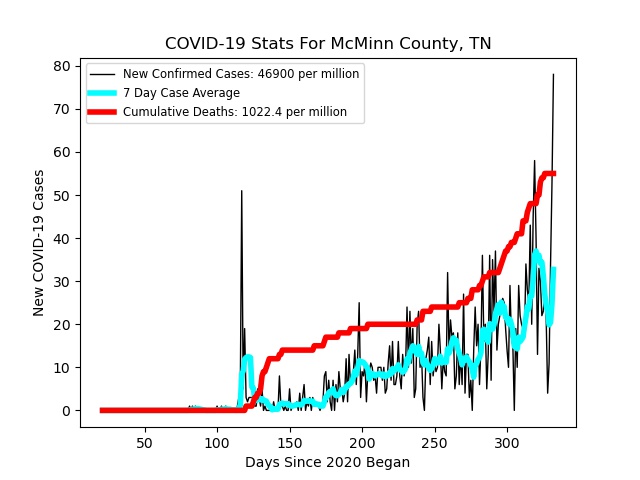 COVID-19 Stats For McMinn County, TN
New Confirmed Cases: 46900 per million
7 Day Case Average
Cumulative Deaths: 1022.4 per million
80
70
60
50
40
30
20
10
0
New COVID-19 Cases
50 100 150 200 250 300
Days Since 2020 Began